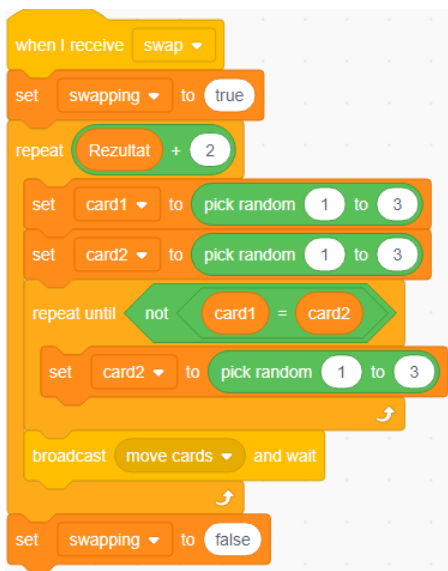 when I receive swap
set swapping to true
repeat Rezultat + 2
set card1 to pick random 1 to 3
set card2 to pick random 1 to 3
repeat until not card1 = card2
set card2 to pick random 1 to 3
broadcast move cards and wait
set swapping to false